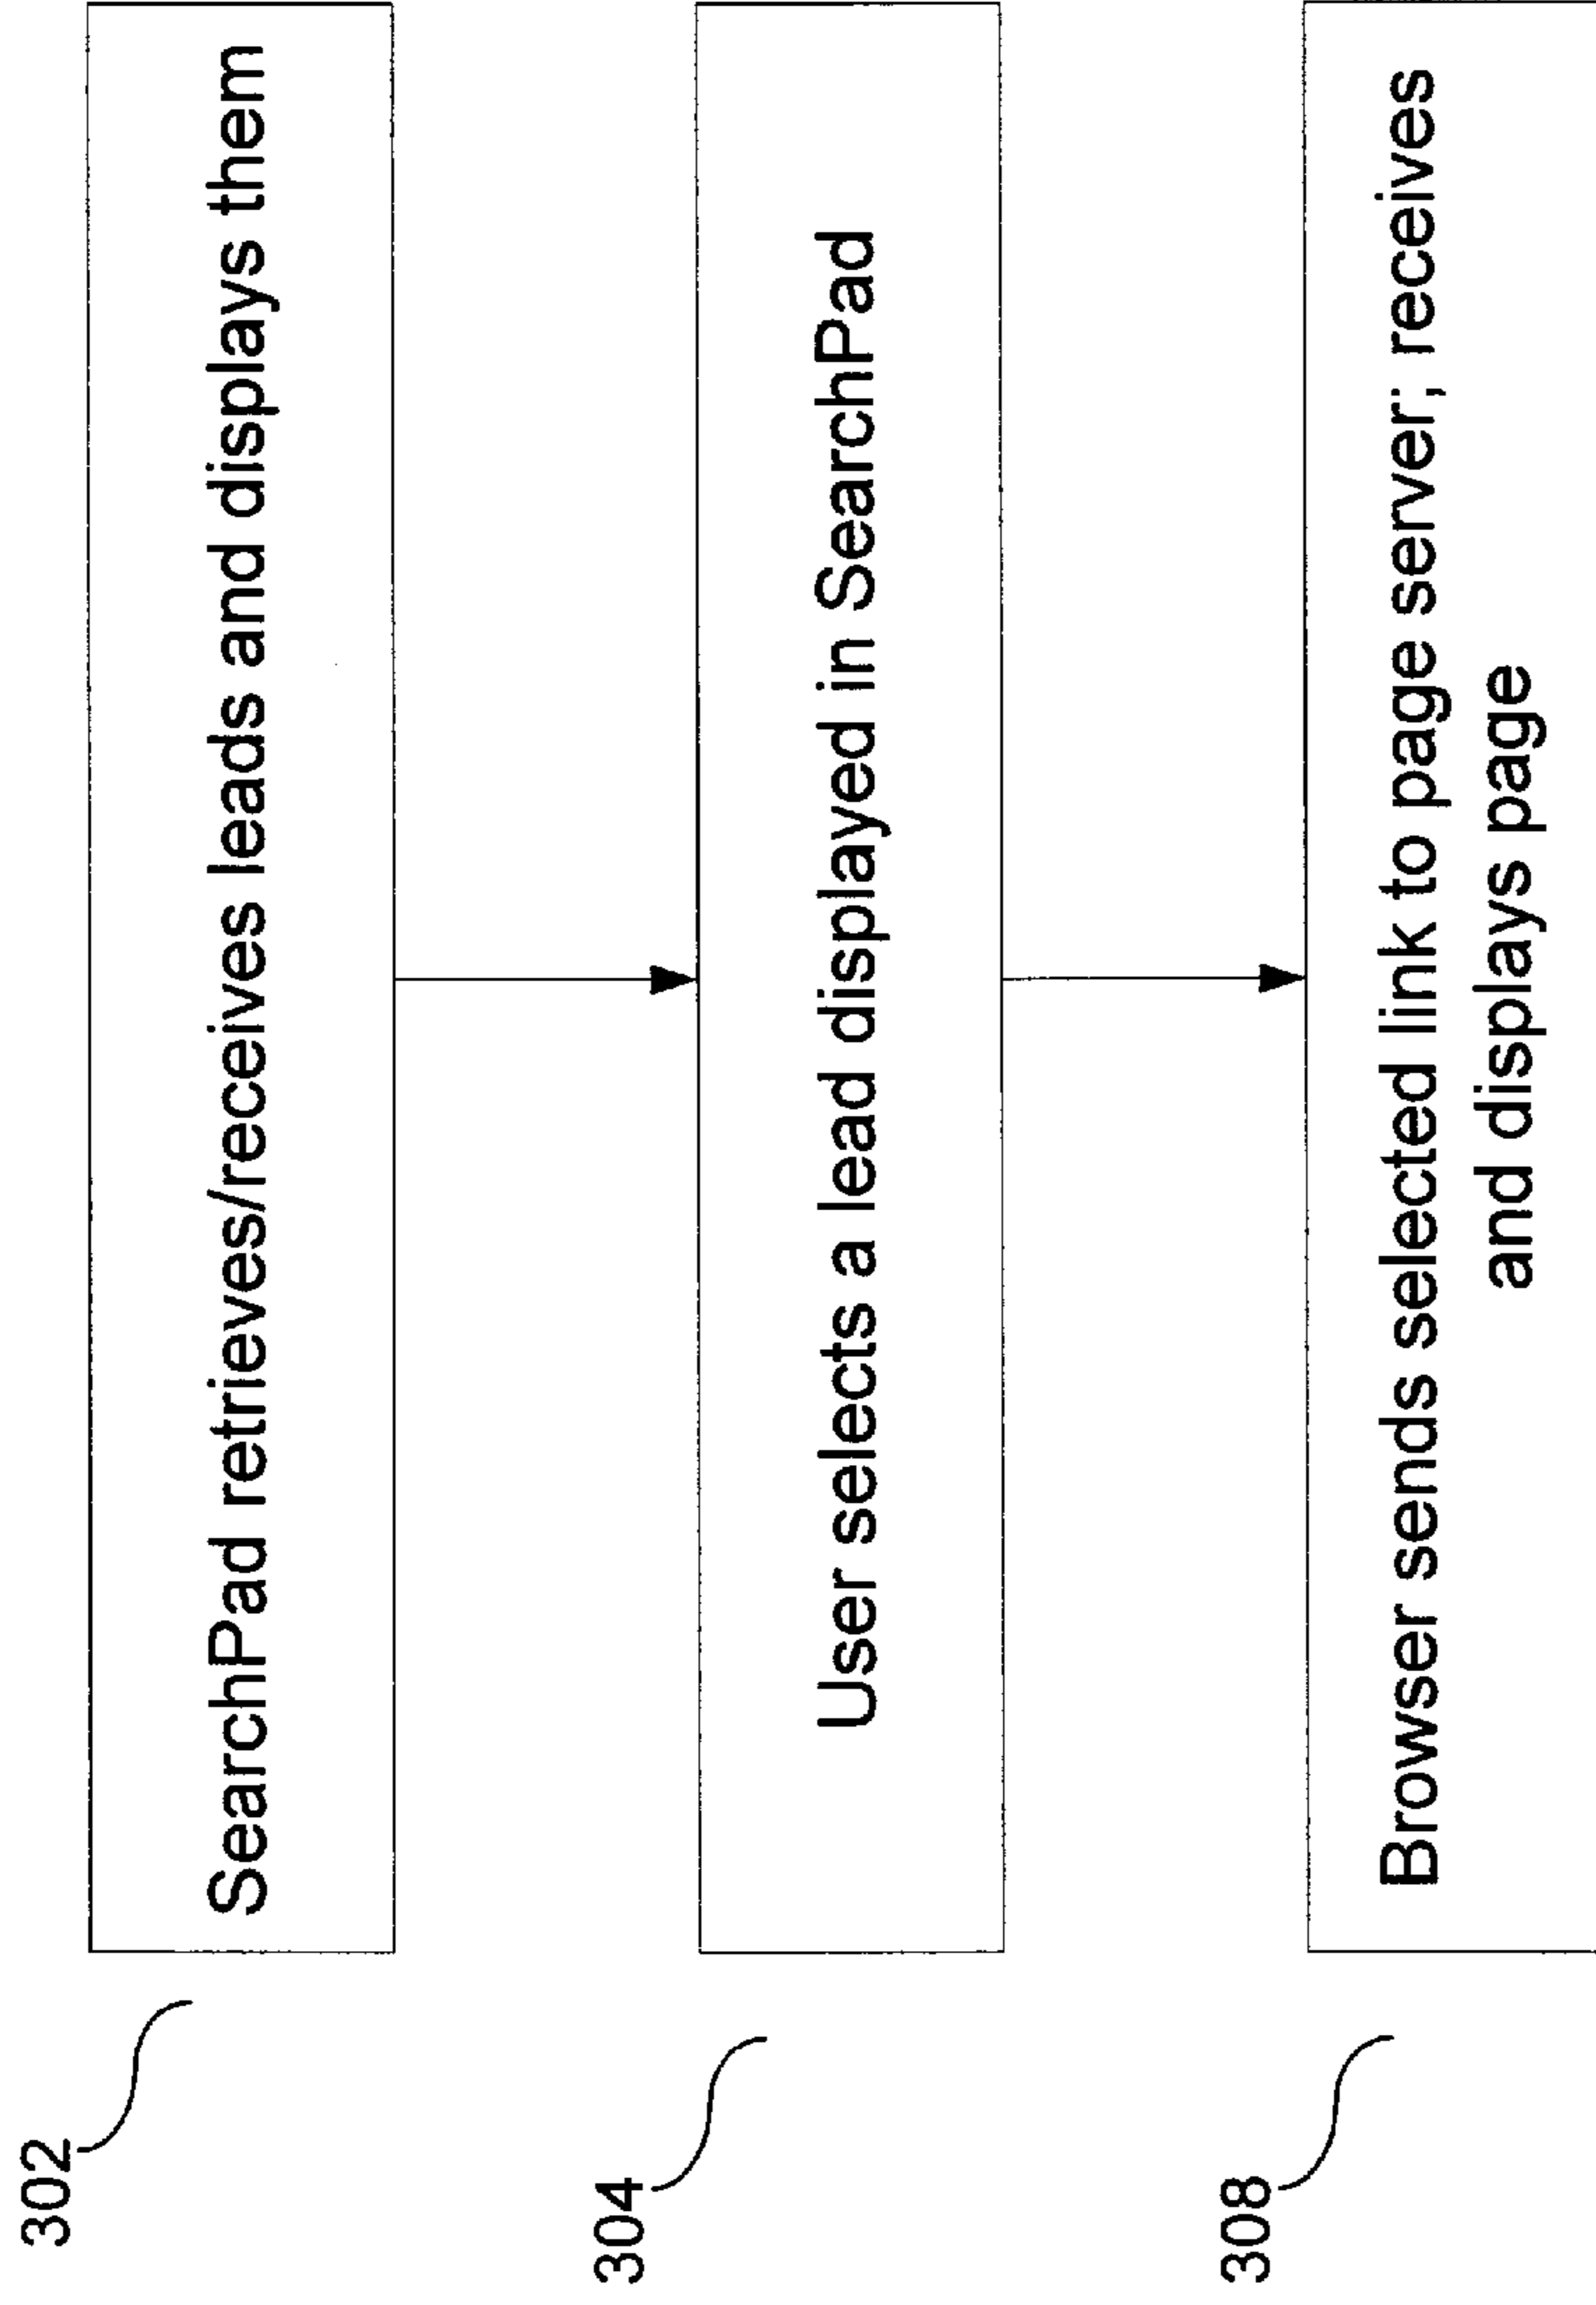 302
SearchPad retrieves/receives leads and displays them
304
User selects a lead displayed in SearchPad
308
Browser sends selected link to page server; receives
and displays page